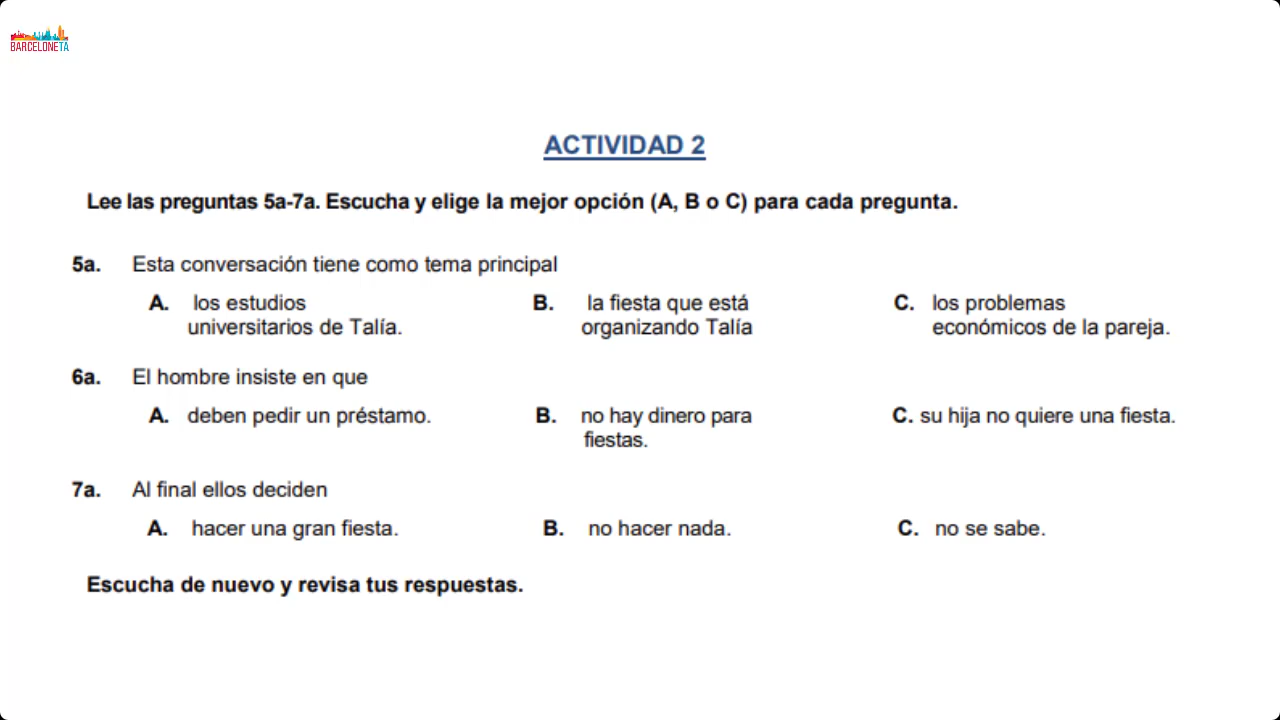 BARCELONETA
ACTIVIDAD 2
Lee las preguntas 5a-7a. Escucha y elige la mejor opción (A, B o C) para cada pregunta.
5a. Esta conversación tiene como tema principal
A. los estudios universitarios de Talía.
B. la fiesta que está organizando Talía
C. los problemas económicos de la pareja.
6a. El hombre insiste en que
A. deben pedir un préstamo.
B. no hay dinero para fiestas.
C. su hija no quiere una fiesta.
7a. Al final ellos deciden
A. hacer una gran fiesta.
B. no hacer nada.
C. no se sabe.
Escucha de nuevo y revisa tus respuestas.